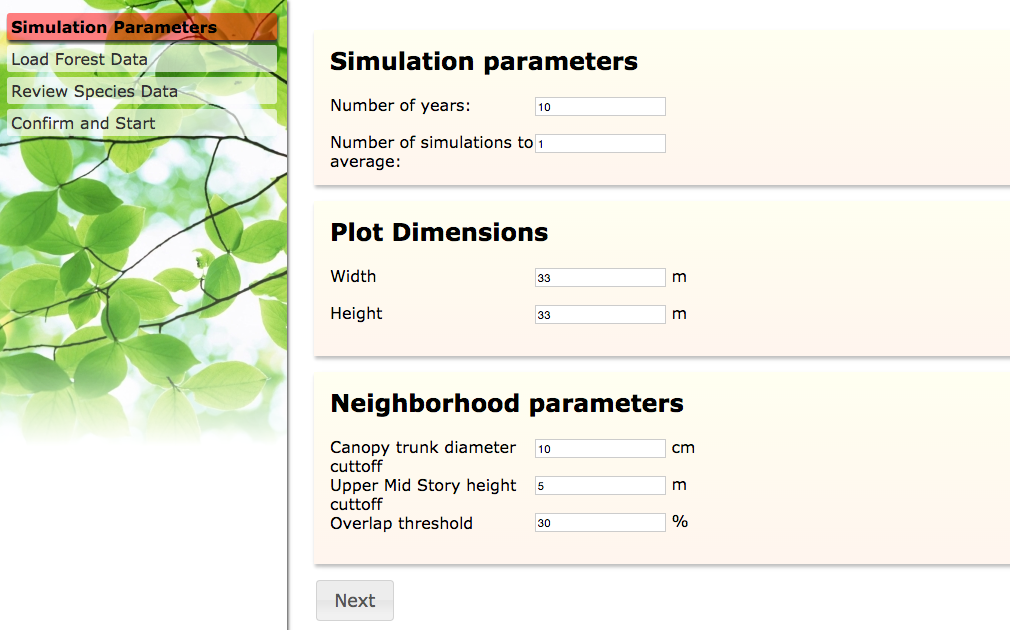 Simulation Parameters
Load Forest Data
Review Species Data
Confirm and Start
Simulation parameters
Number of years: 10
Number of simulations to 1
average:
Plot Dimensions
Width 33 m
Height 33 m
Neighborhood parameters
Canopy trunk diameter 10 cm
cuttoff
Upper Mid Story height 5 m
cuttoff
Overlap threshold 30 %
Next